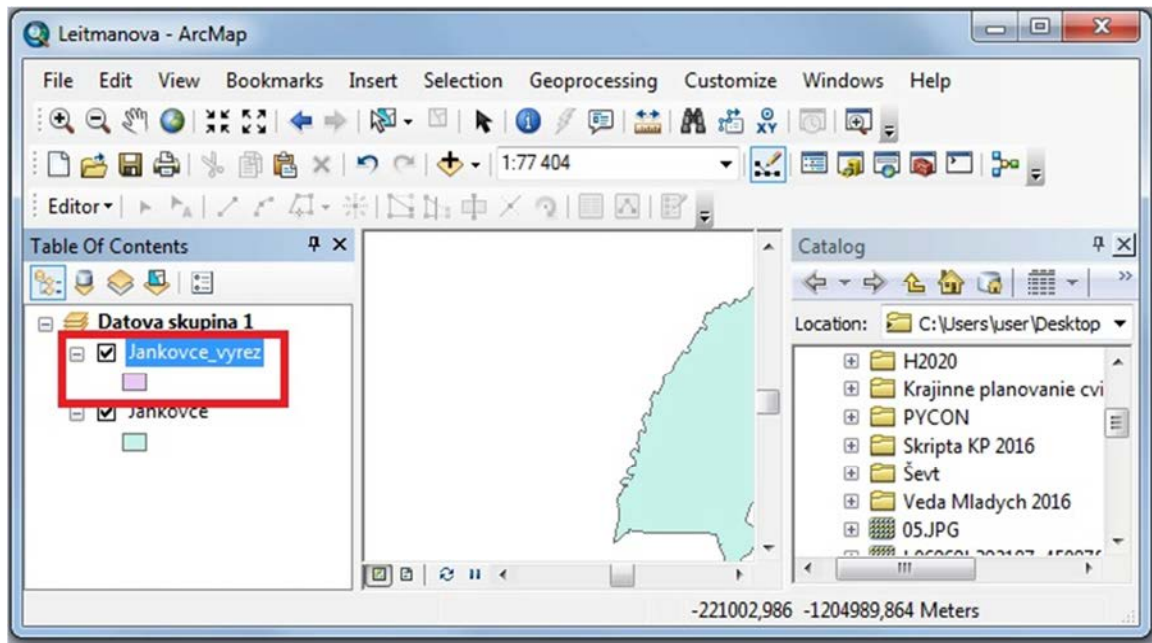 Leitmanova - ArcMap
File Edit View Bookmarks Insert Selection Geoprocessing Customize Windows Help
XY
1:77 404
Editor
Table Of Contents
Datova skupina 1
Jankovce_vyrez
Jankovce
Catalog
Location: C:\Users\user\Desktop
H2020
Krajinne planovanie cvi
PYCON
Skripta KP 2016
Ševt
Veda Mladych 2016
05.JPG
-221002,986 -1204989,864 Meters